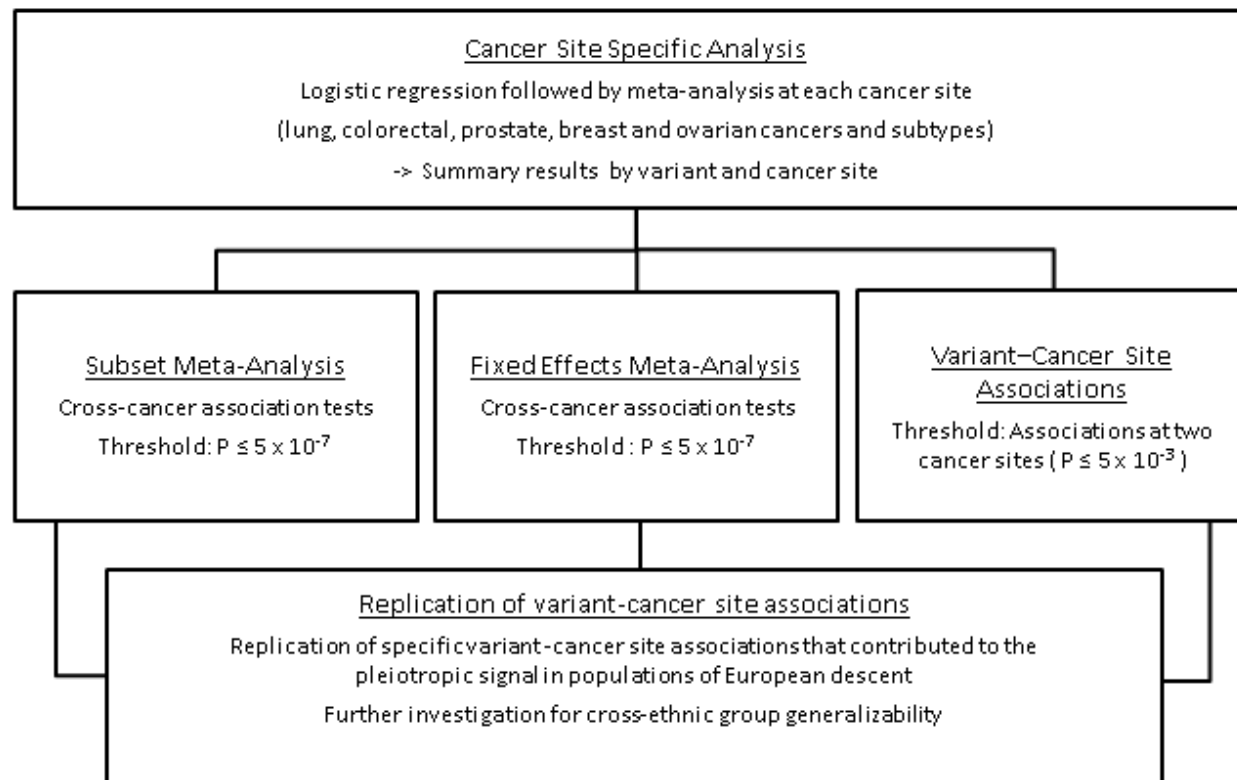 Cancer Site Specific Analysis
Logistic regression followed by meta-analysis at each cancer site
(lung, colorectal, prostate, breast and ovarian cancers and subtypes)
-> Summary results by variant and cancer site
Subset Meta-Analysis
Cross-cancer association tests
Threshold: P ≤ 5 x 10⁻⁷
Fixed Effects Meta-Analysis
Cross-cancer association tests
Threshold : P ≤ 5 x 10⁻⁷
Variant–Cancer Site
Associations
Threshold: Associations at two
cancer sites ( P ≤ 5 x 10⁻³ )
Replication of variant-cancer site associations
Replication of specific variant-cancer site associations that contributed to the
pleiotropic signal in populations of European descent
Further investigation for cross-ethnic group generalizability